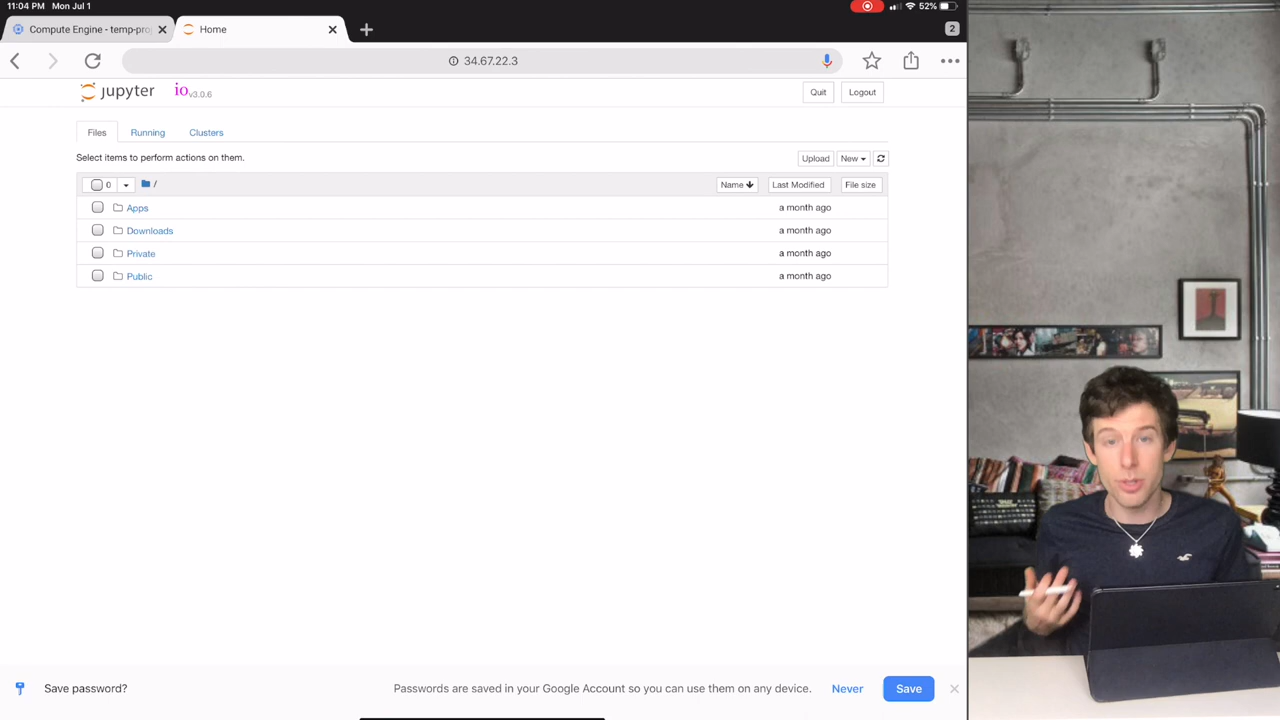 11:04 PM Mon Jul 1
52%
Compute Engine - temp-pro
Home
2
34.67.22.3
jupyter
io v3.0.6
Quit
Logout
Files
Running
Clusters
Select items to perform actions on them.
Upload
New
0
/
Name
Last Modified
File size
Apps
a month ago
Downloads
a month ago
Private
a month ago
Public
a month ago
Save password?
Passwords are saved in your Google Account so you can use them on any device.
Never
Save